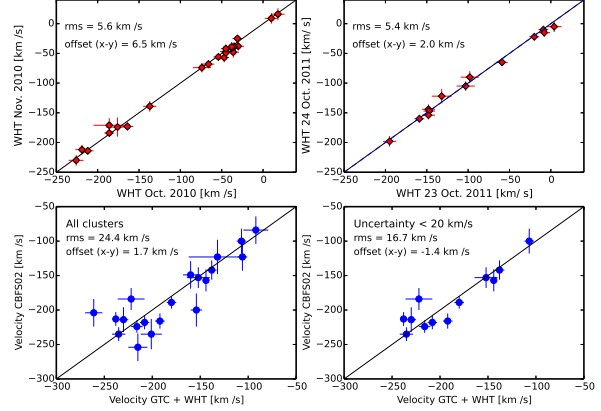 rms = 5.6 km /s
offset (x-y) = 6.5 km /s
WHT Nov. 2010 [km /s]
0
−50
−100
−150
−200
−250
−250 −200 −150 −100 −50 0
WHT Oct. 2010 [km /s]
rms = 5.4 km/s
offset (x-y) = 2.0 km/s
WHT 24 Oct. 2011 [km/s]
0
−50
−100
−150
−200
−250
−250 −200 −150 −100 −50 0
WHT 23 Oct. 2011 [km/s]
All clusters
rms = 24.4 km/s
offset (x-y) = 1.7 km /s
Velocity CBFS02 [km/s]
−50
−100
−150
−200
−250
−300
−300 −250 −200 −150 −100 −50
Velocity GTC + WHT [km/s]
Uncertainty < 20 km/s
rms = 16.7 km/s
offset (x-y) = -1.4 km /s
Velocity CBFS02 [km/s]
−50
−100
−150
−200
−250
−300
−300 −250 −200 −150 −100 −50
Velocity GTC + WHT [km/s]